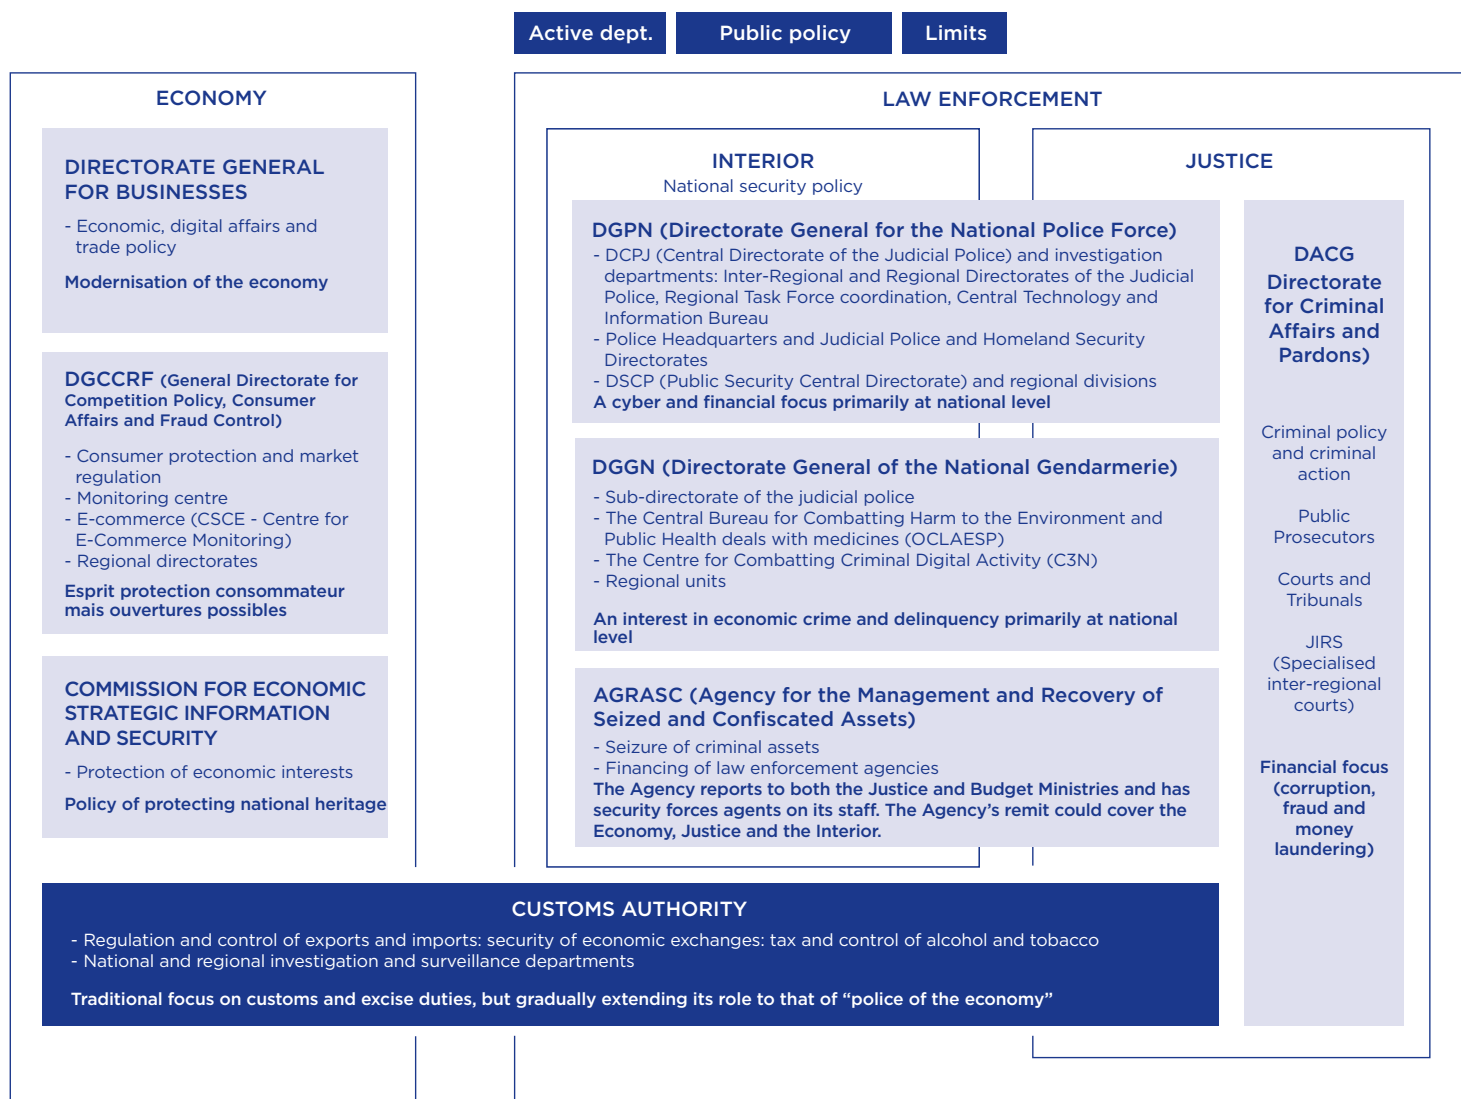 Active dept.
Public policy
Limits
ECONOMY
DIRECTORATE GENERAL
FOR BUSINESSES
- Economic, digital affairs and
trade policy
Modernisation of the economy
DGCCRF (General Directorate for
Competition Policy, Consumer
Affairs and Fraud Control)
- Consumer protection and market
regulation
- Monitoring centre
- E-commerce (CSCE - Centre for
E-Commerce Monitoring)
- Regional directorates
Esprit protection consommateur
mais ouvertures possibles
COMMISSION FOR ECONOMIC
STRATEGIC INFORMATION
AND SECURITY
- Protection of economic interests
Policy of protecting national heritage
LAW ENFORCEMENT
INTERIOR
National security policy
JUSTICE
DGPN (Directorate General for the National Police Force)
- DCPJ (Central Directorate of the Judicial Police) and investigation
departments: Inter-Regional and Regional Directorates of the Judicial
Police, Regional Task Force coordination, Central Technology and
Information Bureau
- Police Headquarters and Judicial Police and Homeland Security
Directorates
- DSCP (Public Security Central Directorate) and regional divisions
A cyber and financial focus primarily at national level
DGGN (Directorate General of the National Gendarmerie)
- Sub-directorate of the judicial police
- The Central Bureau for Combatting Harm to the Environment and
Public Health deals with medicines (OCLAESP)
- The Centre for Combatting Criminal Digital Activity (C3N)
- Regional units
An interest in economic crime and delinquency primarily at national
level
AGRASC (Agency for the Management and Recovery of
Seized and Confiscated Assets)
- Seizure of criminal assets
- Financing of law enforcement agencies
The Agency reports to both the Justice and Budget Ministries and has
security forces agents on its staff. The Agency’s remit could cover the
Economy, Justice and the Interior.
DACG
Directorate
for Criminal
Affairs and
Pardons)
Criminal policy
and criminal
action
Public
Prosecutors
Courts and
Tribunals
JIRS
(Specialised
inter-regional
courts)
Financial focus
(corruption,
fraud and
money
laundering)
CUSTOMS AUTHORITY
- Regulation and control of exports and imports: security of economic exchanges: tax and control of alcohol and tobacco
- National and regional investigation and surveillance departments
Traditional focus on customs and excise duties, but gradually extending its role to that of “police of the economy”